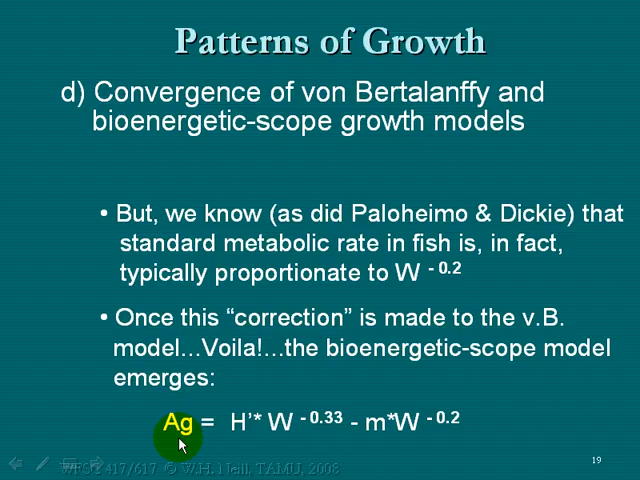 Patterns of Growth
d) Convergence of von Bertalanffy and
bioenergetic-scope growth models
• But, we know (as did Paloheimo & Dickie) that
standard metabolic rate in fish is, in fact,
typically proportionate to W - 0.2
• Once this “correction” is made to the v.B.
model...Voila!...the bioenergetic-scope model
emerges:
Ag = H’* W - 0.33 - m*W - 0.2
19
WFSC 417/617 © W.H. Neill, TAMU, 2008